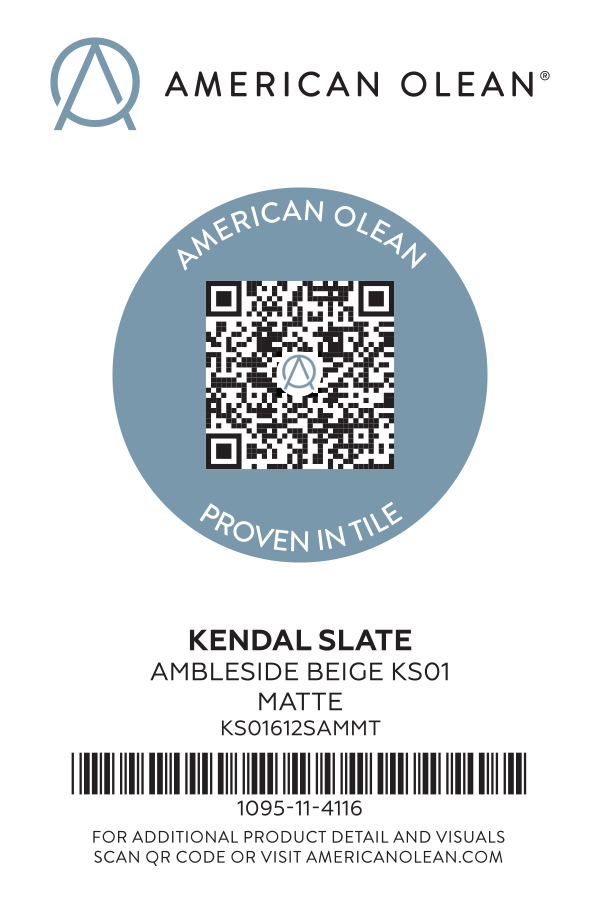 AMERICAN OLEAN®
AMERICAN OLEAN
PROVEN IN TILE
KENDAL SLATE
AMBLESIDE BEIGE KS01
MATTE
KS01612SAMMT
1095-11-4116
FOR ADDITIONAL PRODUCT DETAIL AND VISUALS
SCAN QR CODE OR VISIT AMERICANOLEAN.COM